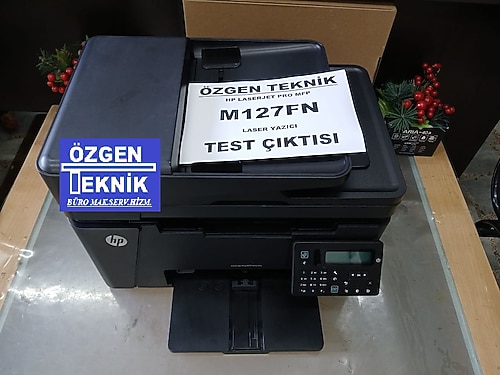 ÖZGEN TEKNİK
HP LASERJET PRO MFP
M127FN
LASER YAZICI
TEST ÇIKTISI
ÖZGEN
TEKNİK
BÜRO MAK.SERV.HİZM.
hp